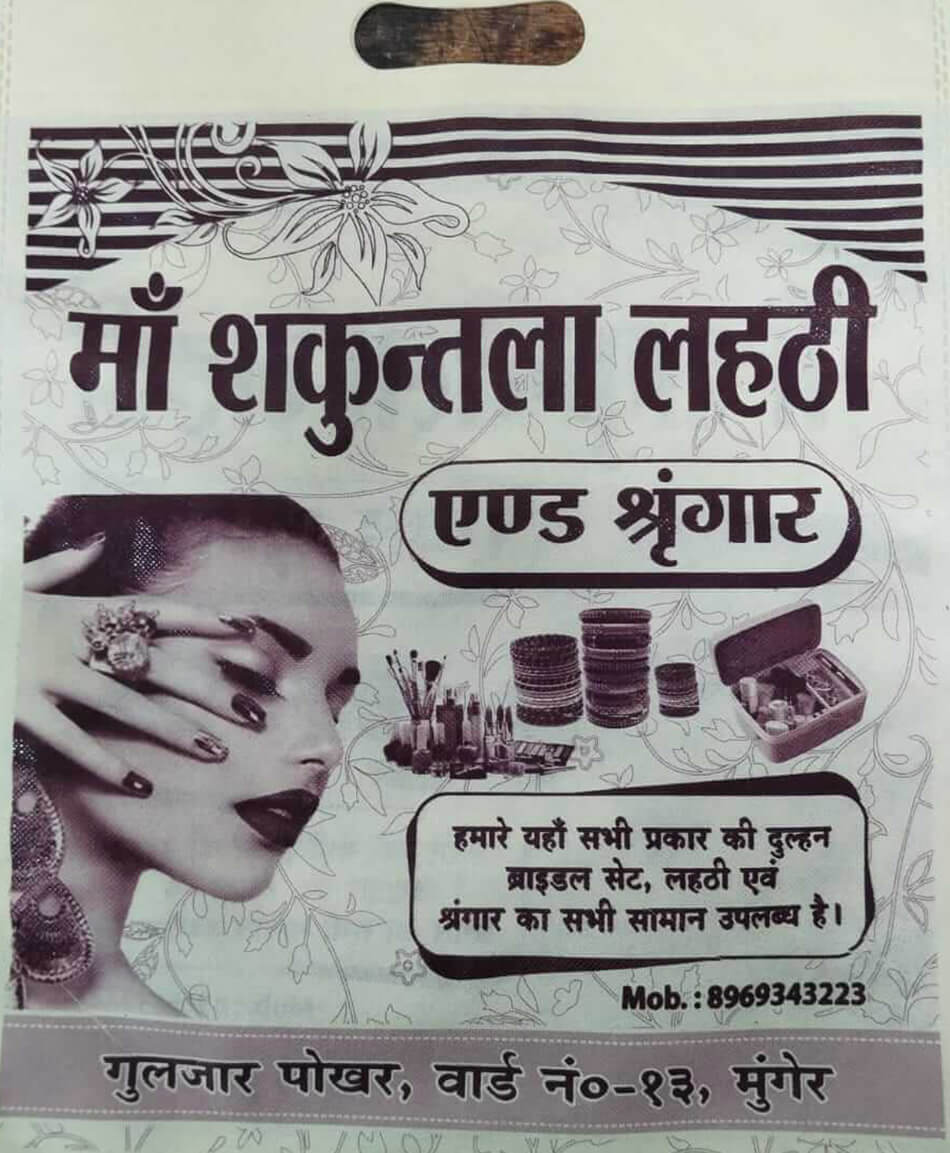 माँ शकुन्तला लहठी
एण्ड श्रृंगार
हमारे यहाँ सभी प्रकार की दुल्हन
ब्राइडल सेट, लहठी एवं
श्रंगार का सभी सामान उपलब्ध है।
Mob. : 8969343223
गुलजार पोखर, वार्ड नं०-१३, मुंगेर